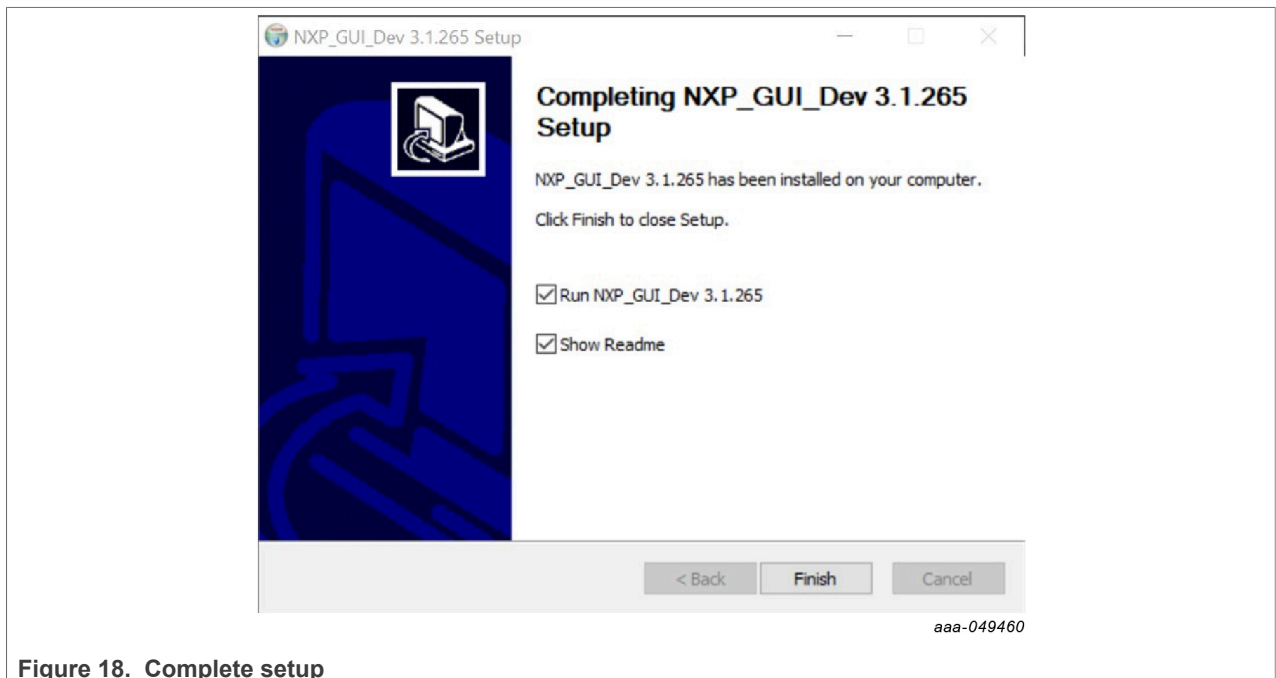 NXP_GUI_Dev 3.1.265 Setup
Completing NXP_GUI_Dev 3.1.265
Setup
NXP_GUI_Dev 3.1.265 has been installed on your computer.
Click Finish to close Setup.
Run NXP_GUI_Dev 3.1.265
Show Readme
< Back Finish Cancel
aaa-049460
Figure 18. Complete setup